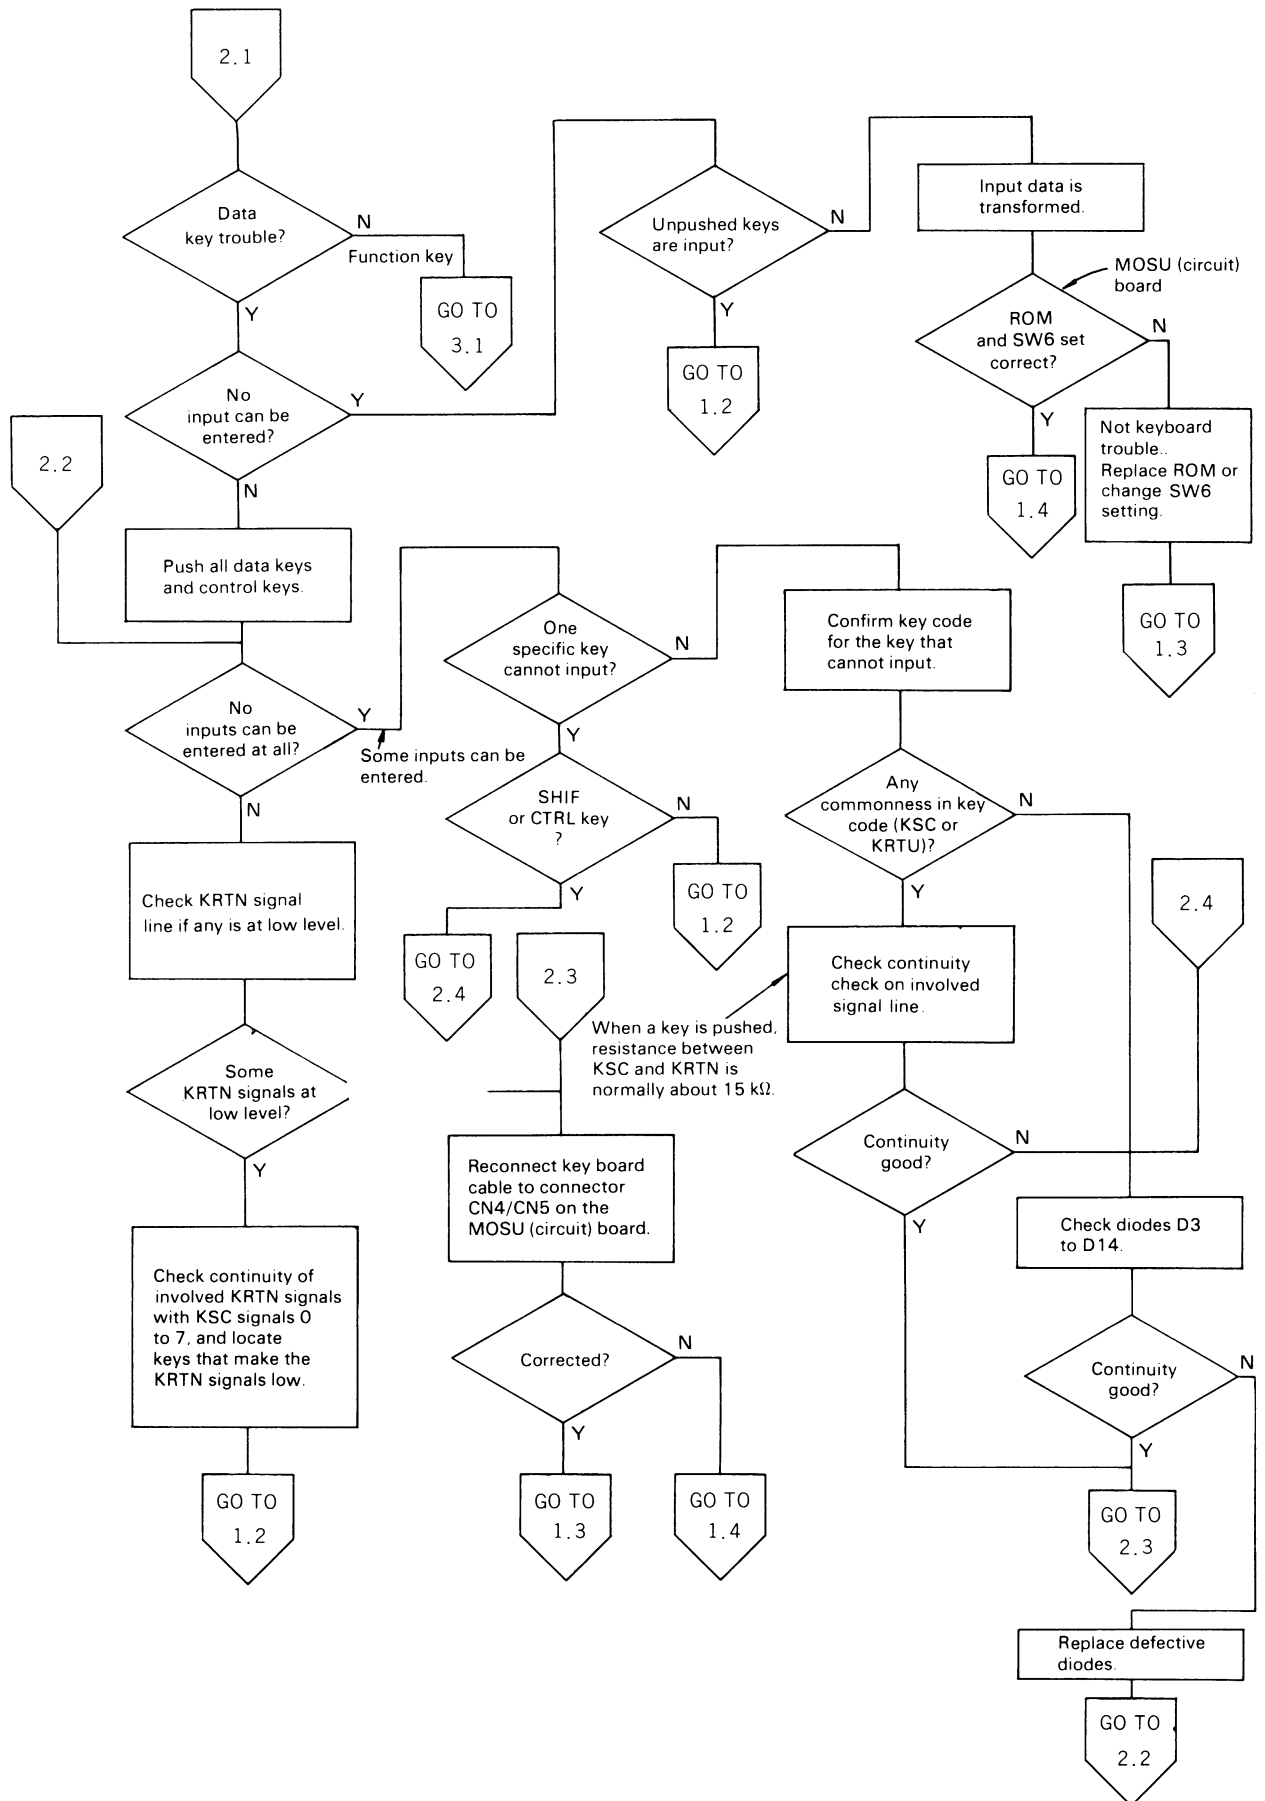 2.1
Data
key trouble?
N
Function key
GO TO
3.1
Y
No
input can be
entered?
Y
N
2.2
Push all data keys
and control keys.
No
inputs can be
entered at all?
Y
Some inputs can be
entered.
N
Check KRTN signal
line if any is at low level.
Some
KRTN signals at
low level?
Y
Check continuity of
involved KRTN signals
with KSC signals 0
to 7, and locate
keys that make the
KRTN signals low.
GO TO
1.2
Unpushed keys
are input?
N
Y
GO TO
1.2
Input data is
transformed.
MOSU (circuit)
board
ROM
and SW6 set
correct?
N
Y
GO TO
1.4
Not keyboard
trouble..
Replace ROM or
change SW6
setting.
GO TO
1.3
One
specific key
cannot input?
N
Y
SHIF
or CTRL key
?
N
Y
GO TO
1.2
GO TO
2.4
2.3
Reconnect key board
cable to connector
CN4/CN5 on the
MOSU (circuit) board.
Corrected?
N
Y
GO TO
1.3
GO TO
1.4
Confirm key code
for the key that
cannot input.
Any
commonness in key
code (KSC or
KRTU)?
N
Y
Check continuity
check on involved
signal line.
When a key is pushed,
resistance between
KSC and KRTN is
normally about 15 kΩ.
2.4
Continuity
good?
N
Y
Check diodes D3
to D14.
Continuity
good?
N
Y
GO TO
2.3
Replace defective
diodes.
GO TO
2.2